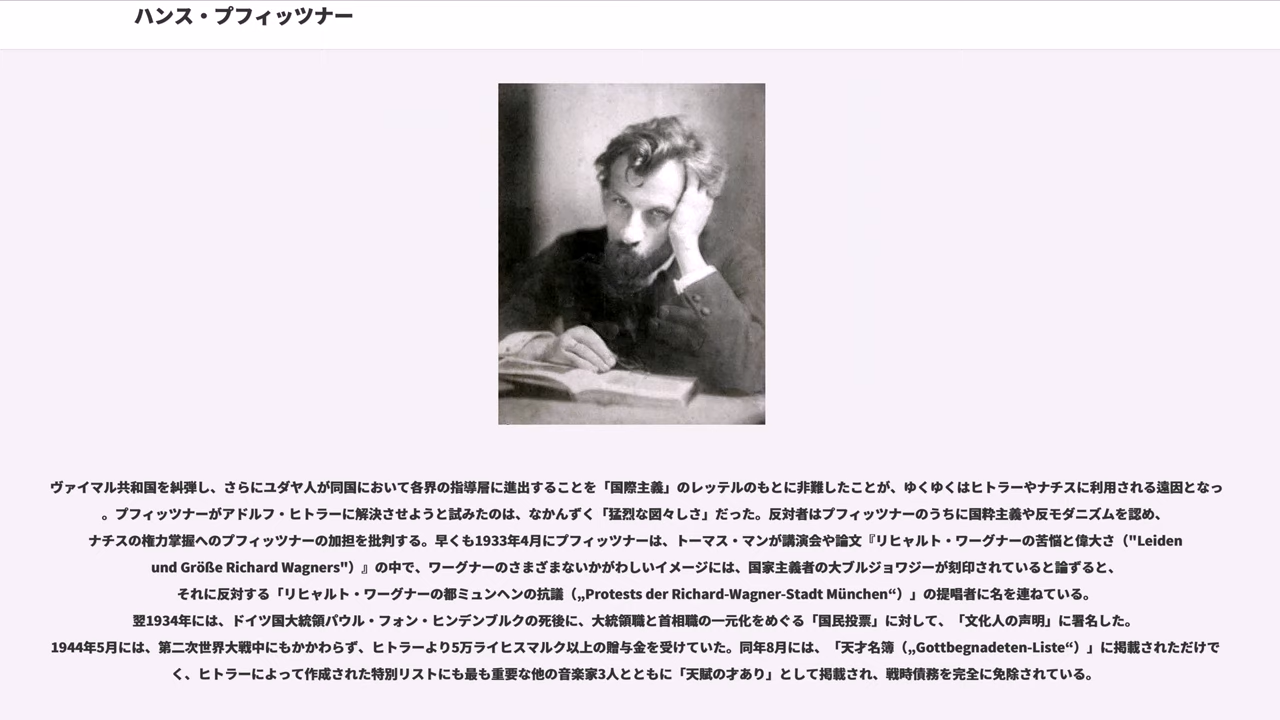 ハンス・プフィッツナー
ヴァイマル共和国を糾弾し、さらにユダヤ人が同国において各界の指導層に進出することを「国際主義」のレッテルのもとに非難したことが、ゆくゆくはヒトラーやナチスに利用される遠因となっ
。プフィッツナーがアドルフ・ヒトラーに解決させようと試みたのは、なかんずく「猛烈な図々しさ」だった。反対者はプフィッツナーのうちに国粋主義や反モダニズムを認め、
ナチスの権力掌握へのプフィッツナーの加担を批判する。早くも1933年4月にプフィッツナーは、トーマス・マンが講演会や論文『リヒャルト・ワーグナーの苦悩と偉大さ（"Leiden
und Größe Richard Wagners"）』の中で、ワーグナーのさまざまないかがわしいイメージには、国家主義者の大ブルジョワジーが刻印されていると論ずると、
それに反対する「リヒャルト・ワーグナーの都ミュンヘンの抗議（„Protests der Richard-Wagner-Stadt München“）」の提唱者に名を連ねている。
翌1934年には、ドイツ国大統領パウル・フォン・ヒンデンブルクの死後に、大統領職と首相職の一元化をめぐる「国民投票」に対して、「文化人の声明」に署名した。
1944年5月には、第二次世界大戦中にもかかわらず、ヒトラーより5万ライヒスマルク以上の贈与金を受けていた。同年8月には、「天才名簿（„Gottbegnadeten-Liste“）」に掲載されただけで
く、ヒトラーによって作成された特別リストにも最も重要な他の音楽家3人とともに「天賦の才あり」として掲載され、戦時債務を完全に免除されている。